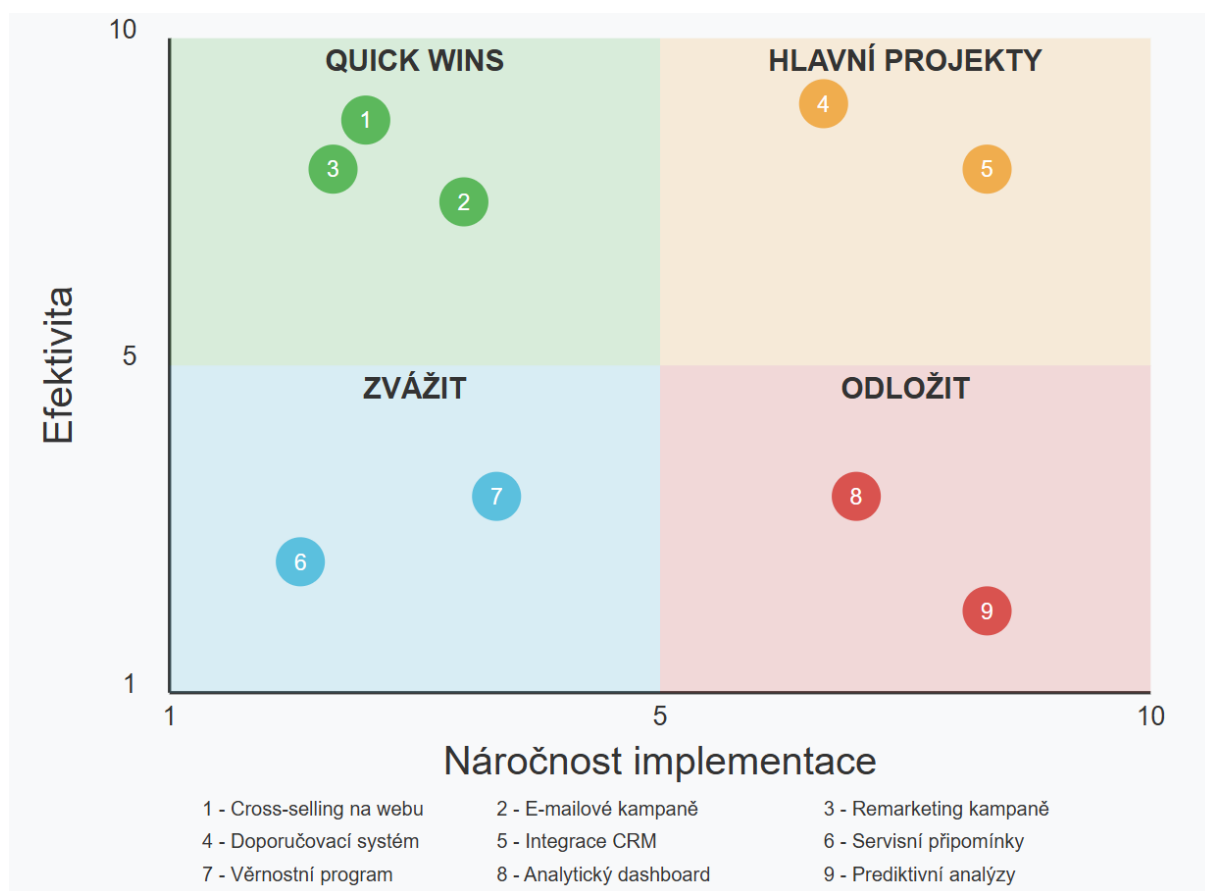 10
QUICK WINS
HLAVNÍ PROJEKTY
4
1
3
5
2
Efektivita
5
ZVÁŽIT
ODLOŽIT
7
8
6
9
1
1
5
10
Náročnost implementace
1 - Cross-selling na webu
2 - E-mailové kampaně
3 - Remarketing kampaně
4 - Doporučovací systém
5 - Integrace CRM
6 - Servisní připomínky
7 - Věrnostní program
8 - Analytický dashboard
9 - Prediktivní analýzy